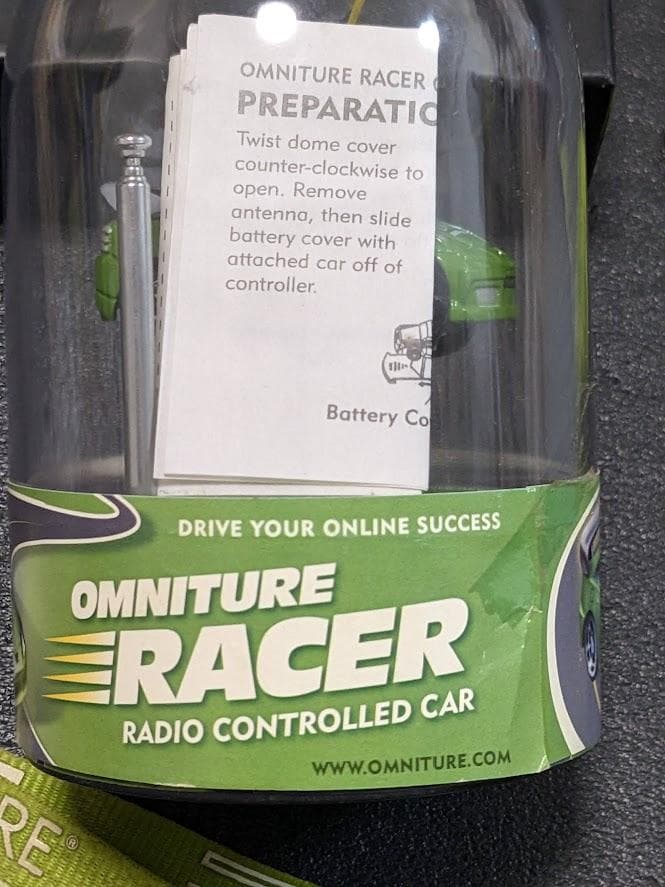 OMNITURE RACER
PREPARATIO
Twist dome cover
counter-clockwise to
open. Remove
antenna, then slide
battery cover with
attached car off of
controller.
Battery Co
DRIVE YOUR ONLINE SUCCESS
OMNITURE
RACER
RADIO CONTROLLED CAR
WWW.OMNITURE.COM
RE®